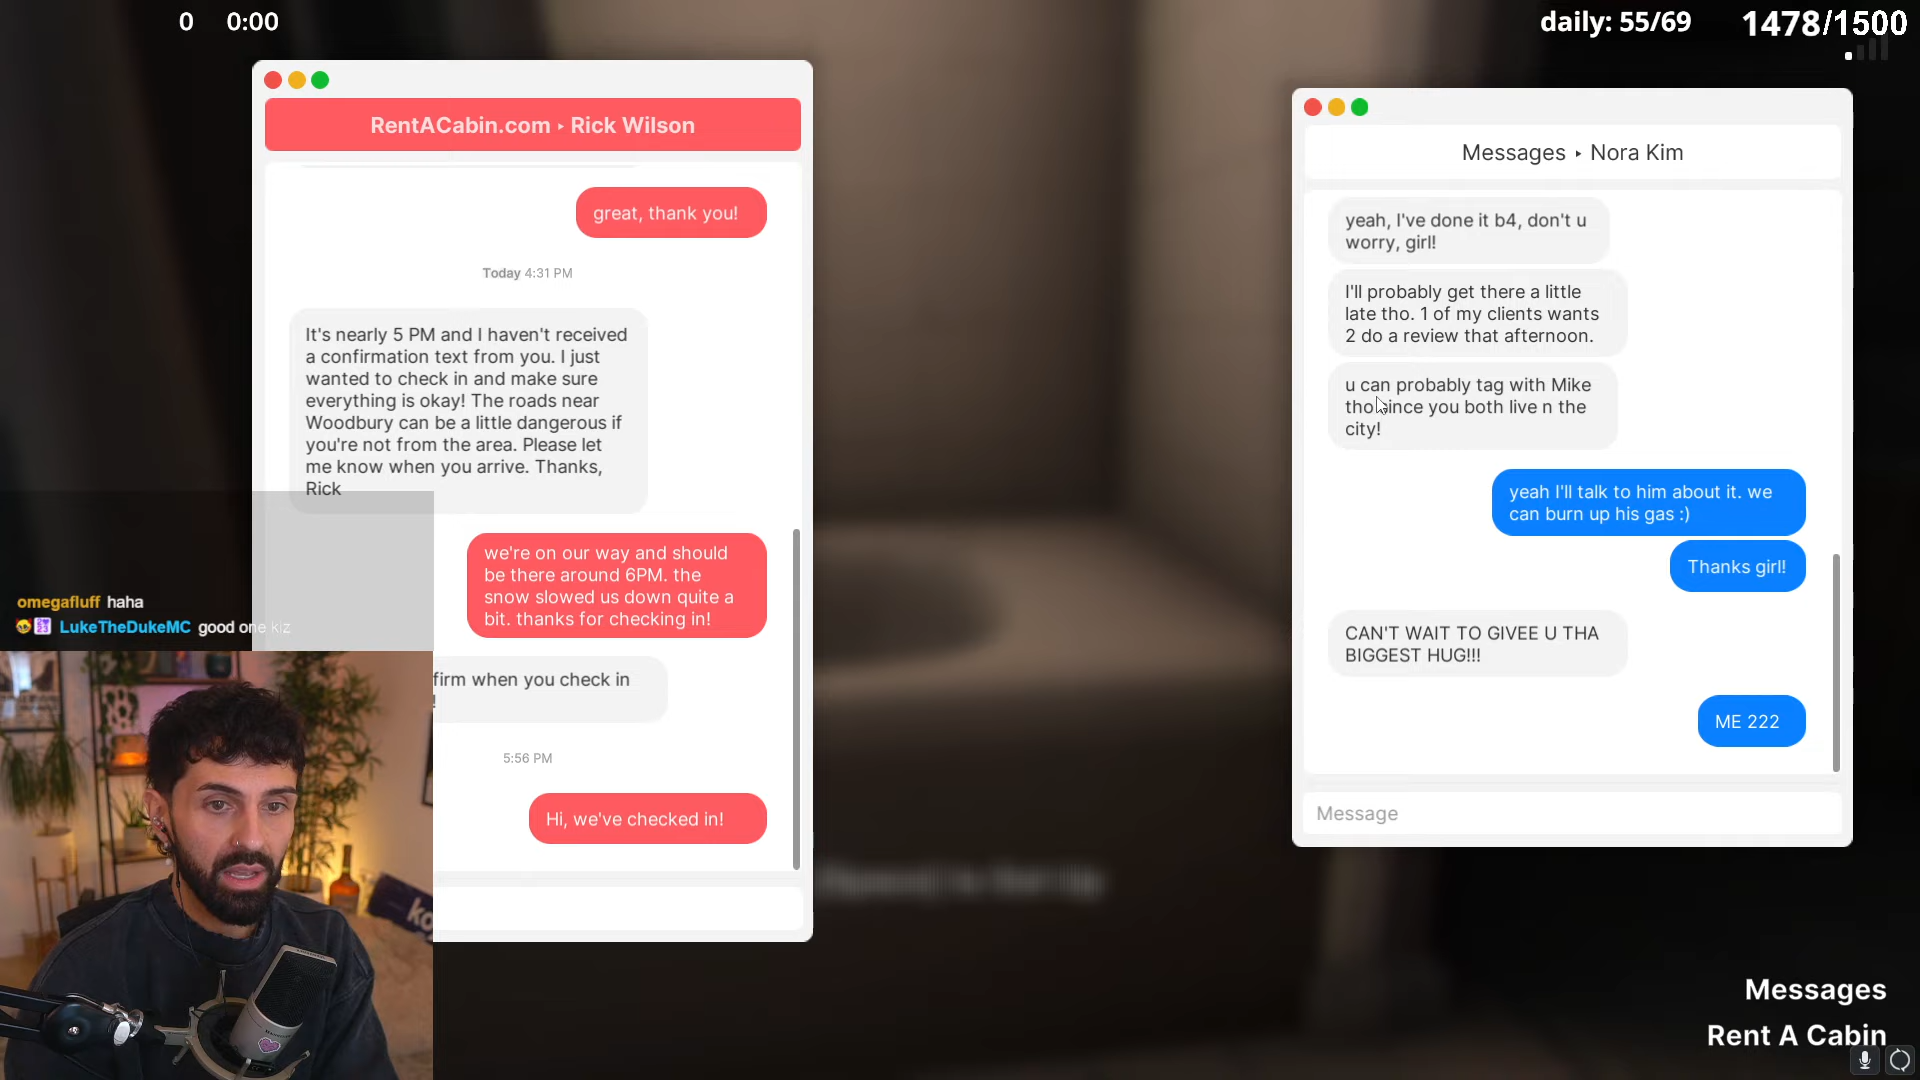 0 0:00
daily: 55/69 1478/1500
RentACabin.com ‣ Rick Wilson
great, thank you!
Today 4:31 PM
It's nearly 5 PM and I haven't received
a confirmation text from you. I just
wanted to check in and make sure
everything is okay! The roads near
Woodbury can be a little dangerous if
you're not from the area. Please let
me know when you arrive. Thanks,
Rick
we're on our way and should
be there around 6PM. the
snow slowed us down quite a
bit. thanks for checking in!
firm when you check in
!
5:56 PM
Hi, we've checked in!
omegafluff haha
LukeTheDukeMC good one kiz
Messages ‣ Nora Kim
yeah, I've done it b4, don't u
worry, girl!
I'll probably get there a little
late tho. 1 of my clients wants
2 do a review that afternoon.
u can probably tag with Mike
tho since you both live n the
city!
yeah I'll talk to him about it. we
can burn up his gas :)
Thanks girl!
CAN'T WAIT TO GIVEE U THA
BIGGEST HUG!!!
ME 222
Message
Messages
Rent A Cabin